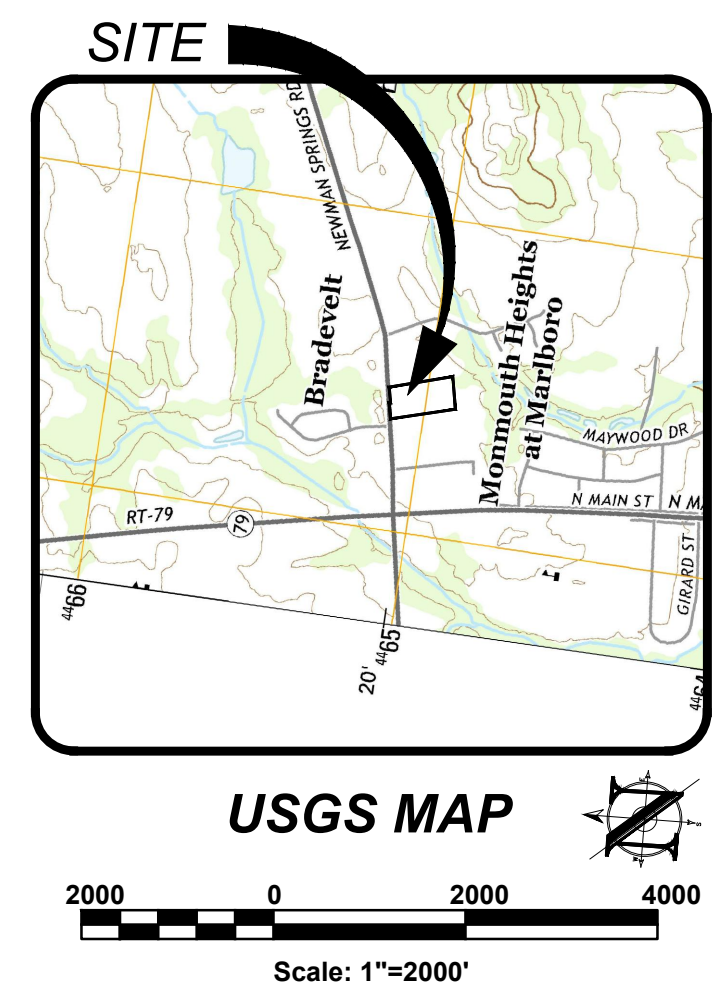 SITE
NEWMAN SPRINGS RD
Bradevelt
Monmouth Heights
at Marlboro
MAYWOOD DR
N MAIN ST
N MA
RT-79
79
GIRARD ST
4466
20'
4465
446
USGS MAP
N
E
S
2000 0 2000 4000
Scale: 1"=2000'